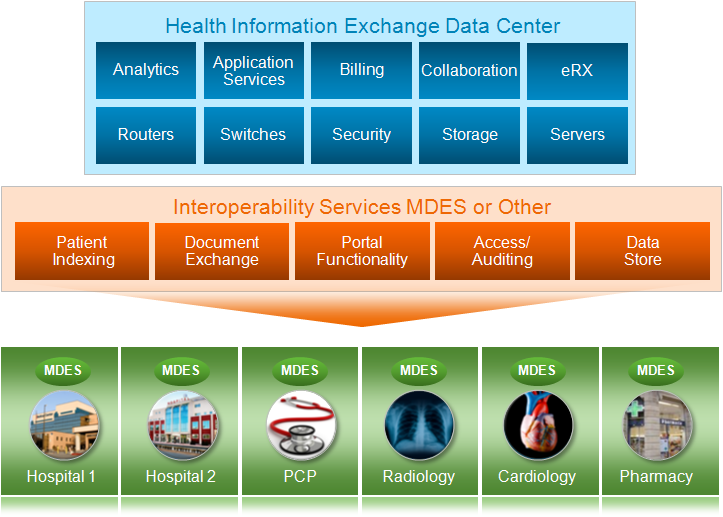 Health Information Exchange Data Center
Analytics
Application
Services
Billing
Collaboration
eRX
Routers
Switches
Security
Storage
Servers
Interoperability Services MDES or Other
Patient
Indexing
Document
Exchange
Portal
Functionality
Access/
Auditing
Data
Store
MDES
MDES
MDES
MDES
MDES
MDES
Hospital 1
Hospital 2
PCP
Radiology
Cardiology
Pharmacy